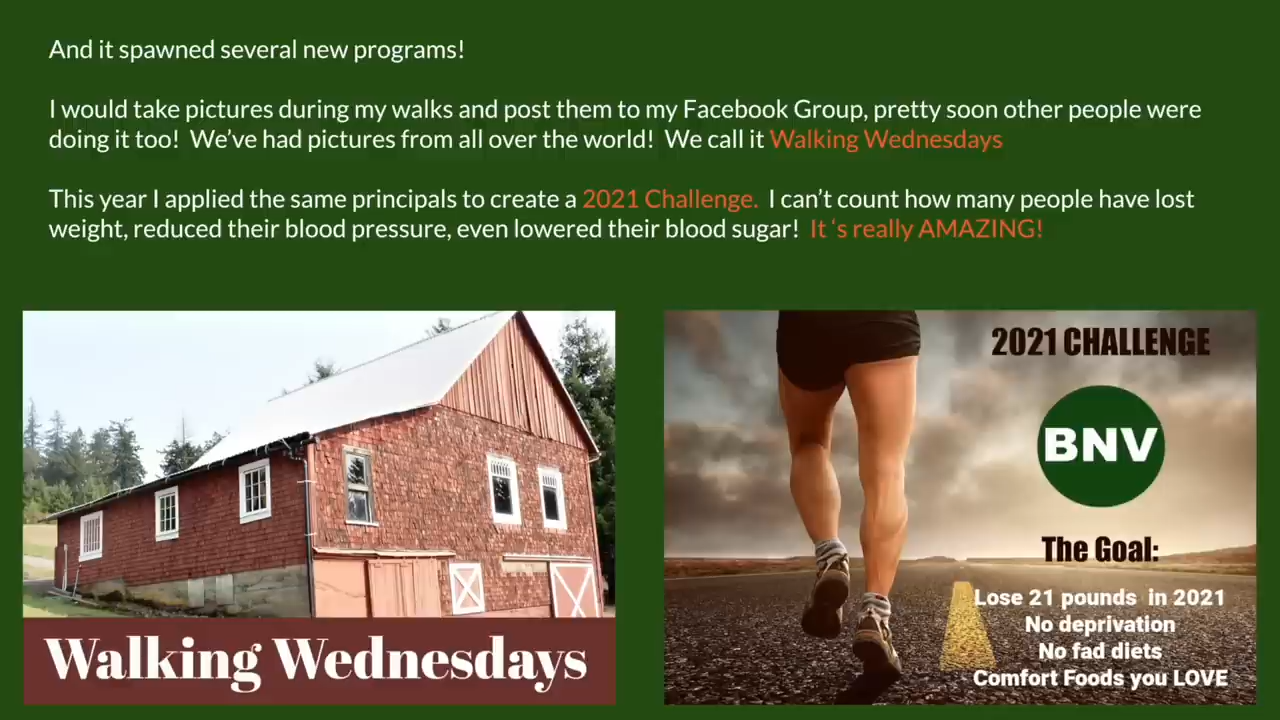 And it spawned several new programs!
I would take pictures during my walks and post them to my Facebook Group, pretty soon other people were
doing it too!  We’ve had pictures from all over the world!  We call it Walking Wednesdays
This year I applied the same principals to create a 2021 Challenge.  I can’t count how many people have lost
weight, reduced their blood pressure, even lowered their blood sugar!  It ‘s really AMAZING!
Walking Wednesdays
2021 CHALLENGE
BNV
The Goal:
Lose 21 pounds  in 2021
No deprivation
No fad diets
Comfort Foods you LOVE